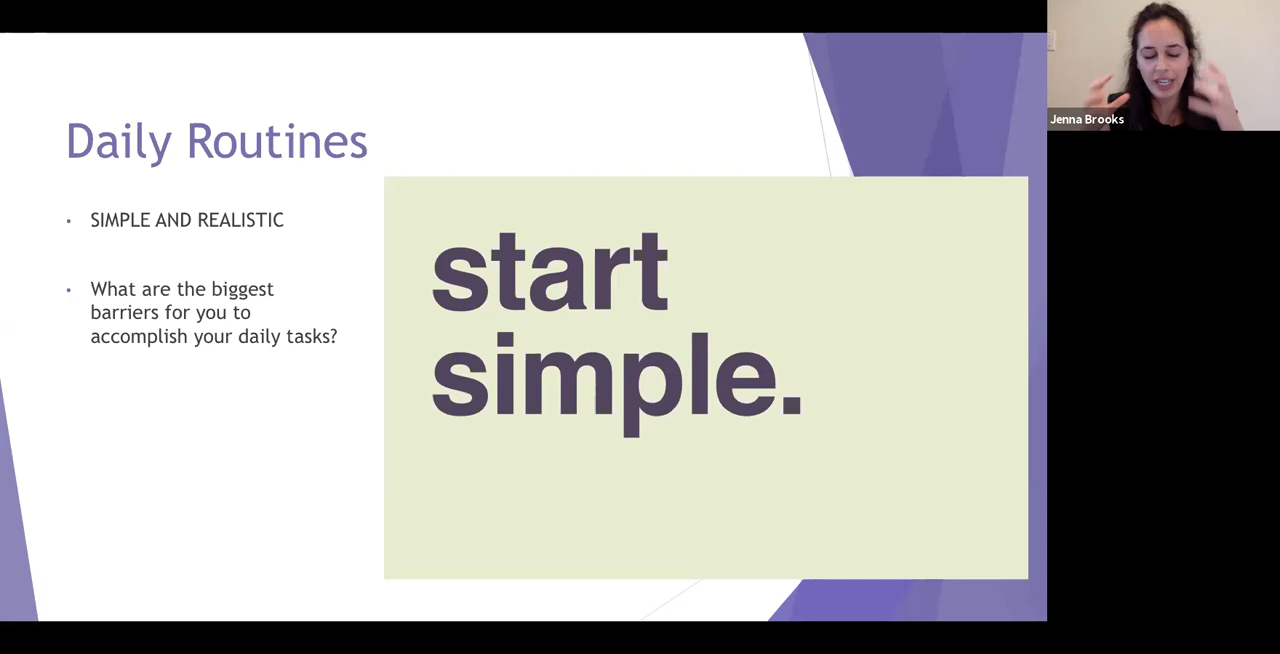 Daily Routines
• SIMPLE AND REALISTIC
• What are the biggest
barriers for you to
accomplish your daily tasks?
start
simple.
Jenna Brooks